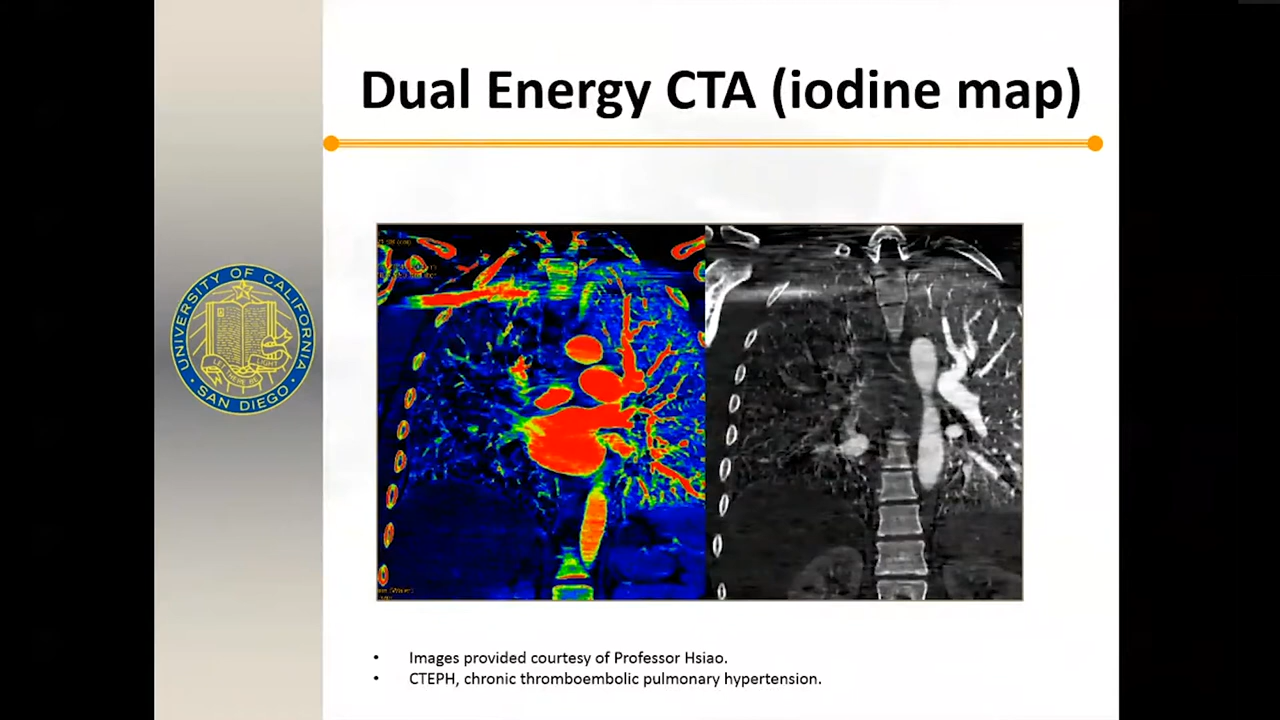 Dual Energy CTA (iodine map)
UNIVERSITY OF CALIFORNIA
LET THERE BE LIGHT
SAN DIEGO
• Images provided courtesy of Professor Hsiao.
• CTEPH, chronic thromboembolic pulmonary hypertension.